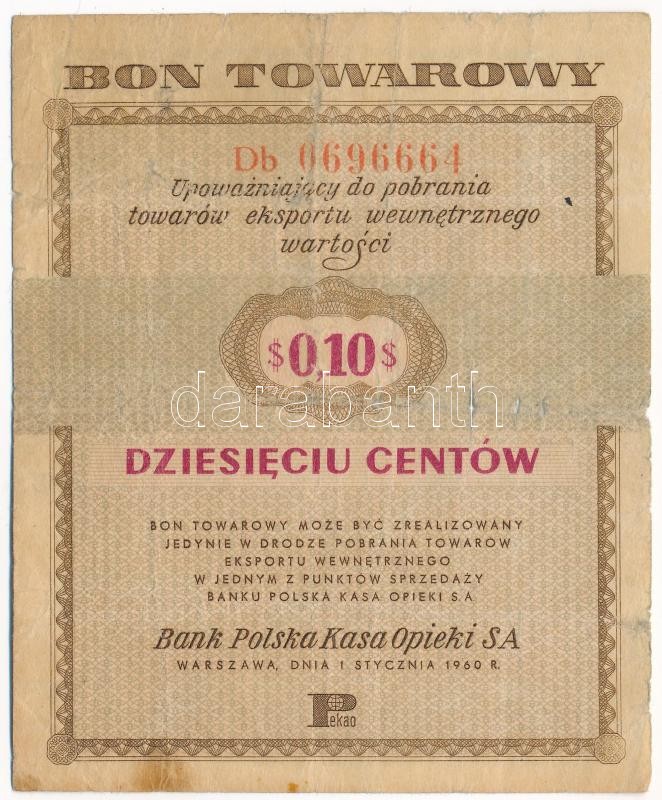 BON TOWAROWY
Db 0696664
Upoważniający do pobrania
towarów eksportu wewnętrznego
wartości
$0,10$
darabanth
DZIESIĘCIU CENTÓW
BON TOWAROWY MOŻE BYĆ ZREALIZOWANY
JEDYNIE W DRODZE POBRANIA TOWARÓW
EKSPORTU WEWNĘTRZNEGO
W JEDNYM Z PUNKTÓW SPRZEDAŻY
BANKU POLSKA KASA OPIEKI S.A.
Bank Polska Kasa Opieki SA
WARSZAWA, DNIA 1 STYCZNIA 1960 R.
Pekao